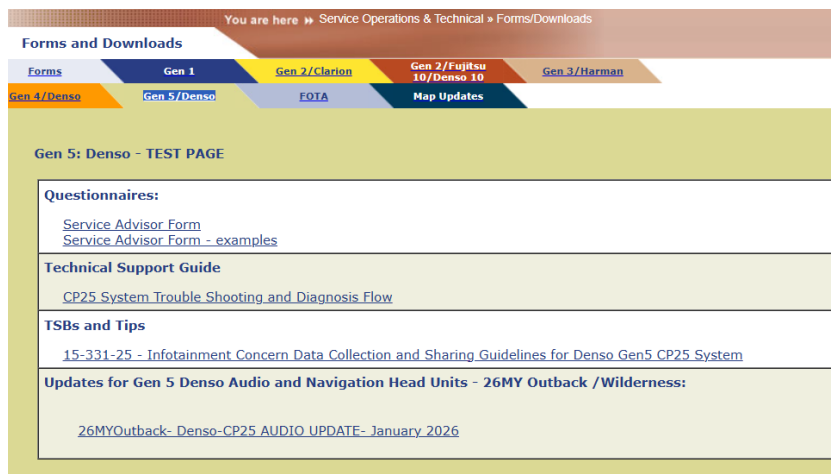 You are here » Service Operations & Technical » Forms/Downloads
Forms and Downloads
Forms
Gen 1
Gen 2/Clarion
Gen 2/Fujitsu
10/Denso 10
Gen 3/Harman
Gen 4/Denso
Gen 5/Denso
FOTA
Map Updates
Gen 5: Denso - TEST PAGE
Questionnaires:
Service Advisor Form
Service Advisor Form - examples
Technical Support Guide
CP25 System Trouble Shooting and Diagnosis Flow
TSBs and Tips
15-331-25 - Infotainment Concern Data Collection and Sharing Guidelines for Denso Gen5 CP25 System
Updates for Gen 5 Denso Audio and Navigation Head Units - 26MY Outback /Wilderness:
26MYOutback- Denso-CP25 AUDIO UPDATE- January 2026